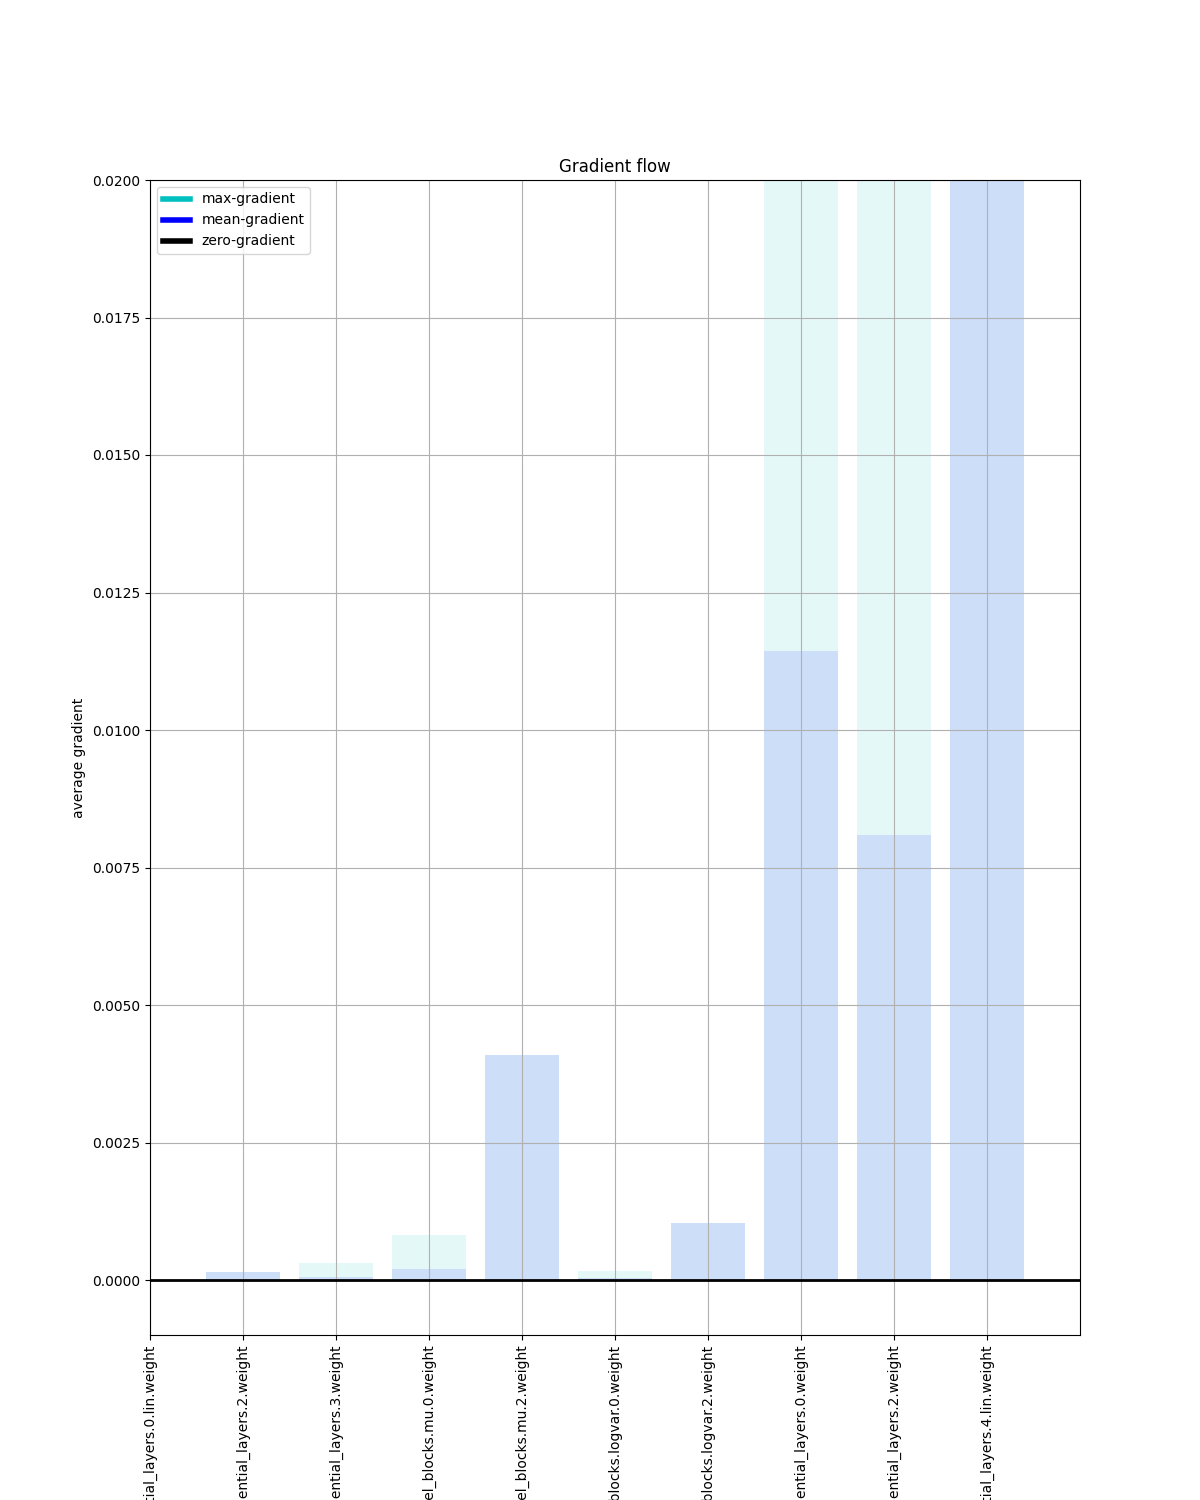 Gradient flow
max-gradient
mean-gradient
zero-gradient
0.0200
0.0175
0.0150
0.0125
0.0100
0.0075
0.0050
0.0025
0.0000
average gradient
tial_layers.0.lin.weight
ential_layers.2.weight
ential_layers.3.weight
el_blocks.mu.0.weight
el_blocks.mu.2.weight
blocks.logvar.0.weight
blocks.logvar.2.weight
ential_layers.0.weight
ential_layers.2.weight
tial_layers.4.lin.weight